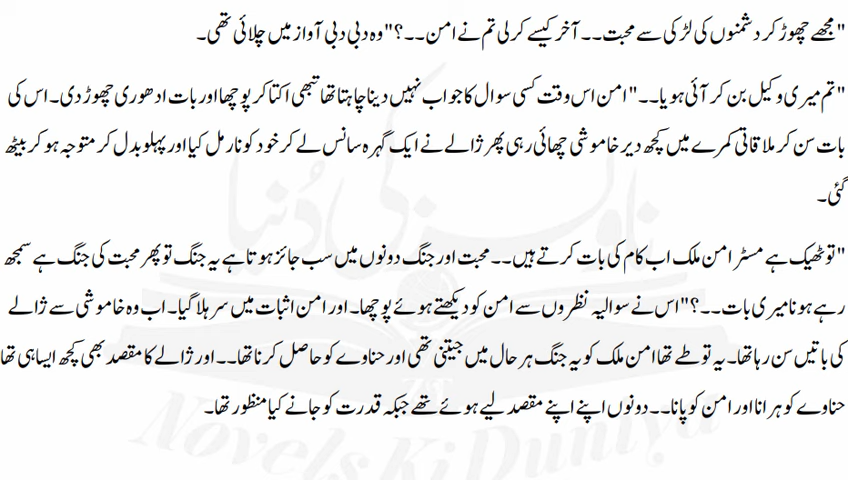 "مجھے چھوڑ کر دشمنوں کی لڑکی سے محبت۔۔ آخر کیسے کر لی تم نے امن۔۔؟" وہ دبی دبی آواز میں چلائی تھی۔
"تم میری وکیل بن کر آئی ہو یا۔۔" امن اس وقت کسی سوال کا جواب نہیں دینا چاہتا تھا تبھی اکتا کر پوچھا اور بات ادھوری چھوڑ دی۔ اس کی
بات سن کر ملاقاتی کمرے میں کچھ دیر خاموشی چھائی رہی پھر ژالے نے ایک گہرہ سانس لے کر خود کو نارمل کیا اور پہلو بدل کر متوجہ ہو کر بیٹھ
گئی۔
"تو ٹھیک ہے مسٹر امن ملک اب کام کی بات کرتے ہیں۔۔ محبت اور جنگ دونوں میں سب جائز ہوتا ہے یہ جنگ تو پھر محبت کی جنگ ہے سمجھ
رہے ہو نا میری بات۔۔؟" اس نے سوالیہ نظروں سے امن کو دیکھتے ہوئے پوچھا۔ اور امن اثبات میں سر ہلا گیا۔ اب وہ خاموشی سے ژالے
کی باتیں سن رہا تھا۔ یہ تو طے تھا امن ملک کو یہ جنگ ہر حال میں جیتنی تھی اور حناوے کو حاصل کرنا تھا۔۔ اور ژالے کا مقصد بھی کچھ ایسا ہی تھا
حناوے کو ہرانا اور امن کو پانا۔۔ دونوں اپنے اپنے مقصد لیے ہوئے تھے جبکہ قدرت کو جانے کیا منظور تھا۔
ناولز کی دُنیا
Novels Ki Duniya